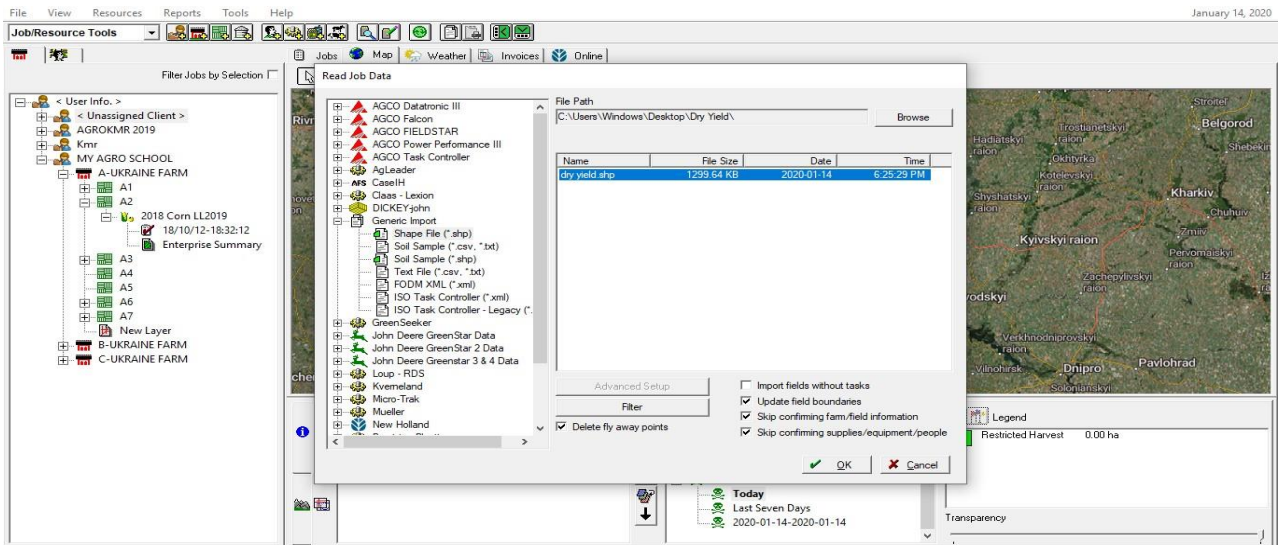 File View Resources Reports Tools Help
January 14, 2020
Job/Resource Tools
Jobs Map Weather Invoices Online
Filter Jobs by Selection
< User Info. >
< Unassigned Client >
AGROKMR 2019
Kmr
MY AGRO SCHOOL
A-UKRAINE FARM
A1
A2
2018 Corn LL2019
18/10/12-18:32:12
Enterprise Summary
A3
A4
A5
A6
A7
New Layer
B-UKRAINE FARM
C-UKRAINE FARM
Read Job Data
AGCO Datatronic III
AGCO Falcon
AGCO FIELDSTAR
AGCO Power Perfomance III
AGCO Task Controller
AgLeader
AFS CaseIH
Claas - Lexion
DICKEY-john
Generic Import
Shape File (*.shp)
Soil Sample (*.csv, *.txt)
Soil Sample (*.shp)
Text File (*.csv, *.txt)
FODM XML (*.xml)
ISO Task Controller (*.xml)
ISO Task Controller - Legacy (*.
GreenSeeker
John Deere GreenStar Data
John Deere GreenStar 2 Data
John Deere Greenstar 3 & 4 Data
Loup - RDS
Kverneland
Micro-Trak
Mueller
New Holland
File Path
C:\Users\Windows\Desktop\Dry Yield\
Browse
Name File Size Date Time
dry yield.shp 1299.64 KB 2020-01-14 6:25:29 PM
Advanced Setup
Filter
Delete fly away points
Import fields without tasks
Update field boundaries
Skip confirming farm/field information
Skip confirming supplies/equipment/people
OK Cancel
Stroitel
Belgorod
Trostianetskyi
raion
Hadiatskyi
raion
Shebekin
Okhtyrka
Kotelevskyi
raion
Shyshatskyi
raion
Kharkiv
Chuhuiv
Zmiiv
Kyivskyi raion
Pervomaiskyi
raion
Zachepylivskyi
raion
Verkhnodniprovskyi
raion
Vilnohirsk
Dnipro
Pavlohrad
Solonianskyi
Legend
Restricted Harvest 0.00 ha
Today
Last Seven Days
2020-01-14-2020-01-14
Transparency